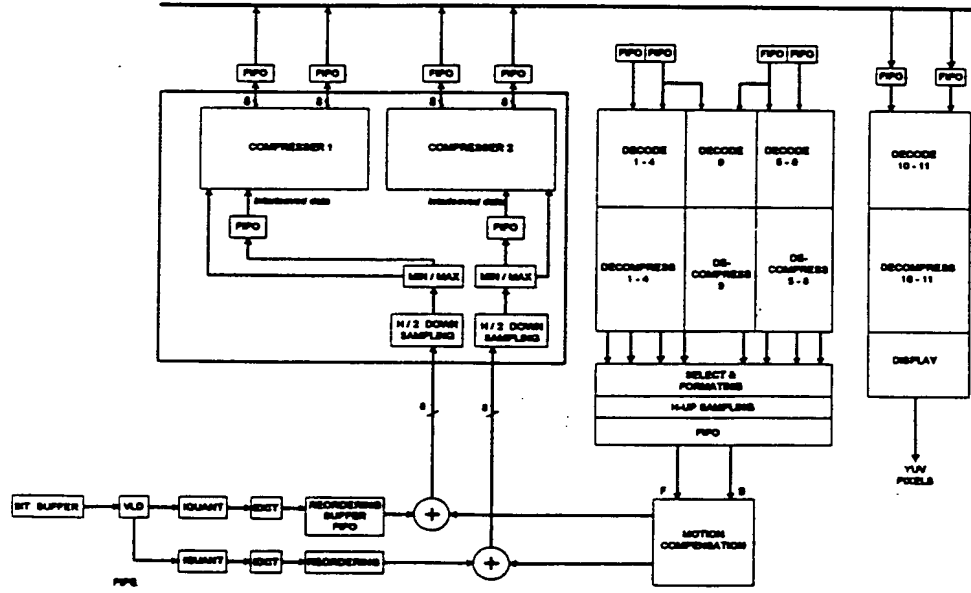 FIFO FIFO FIFO FIFO FIFO FIFO FIFO FIFO FIFO FIFO
8 8 8 8
COMPRESSER 1
COMPRESSER 2
DECODE
1 - 4
DECODE
9
DECODE
5 - 8
DECODE
10 - 11
Interleaved data
Interleaved data
FIFO
FIFO
MIN / MAX
MIN / MAX
DECOMPRESS
1 - 4
DE-
COMPRESS
9
DE-
COMPRESS
5 - 8
DECOMPRESS
10 - 11
H / 2 DOWN
SAMPLING
H / 2 DOWN
SAMPLING
DISPLAY
SELECT &
FORMATING
H-UP SAMPLING
FIFO
8
8
YUV
PIXELS
F
S
BIT BUFFER
VLD
IQUANT
IDCT
REORDERING
BUFFER
FIFO
+
MOTION
COMPENSATION
IQUANT
IDCT
REORDERING
+
PIPE